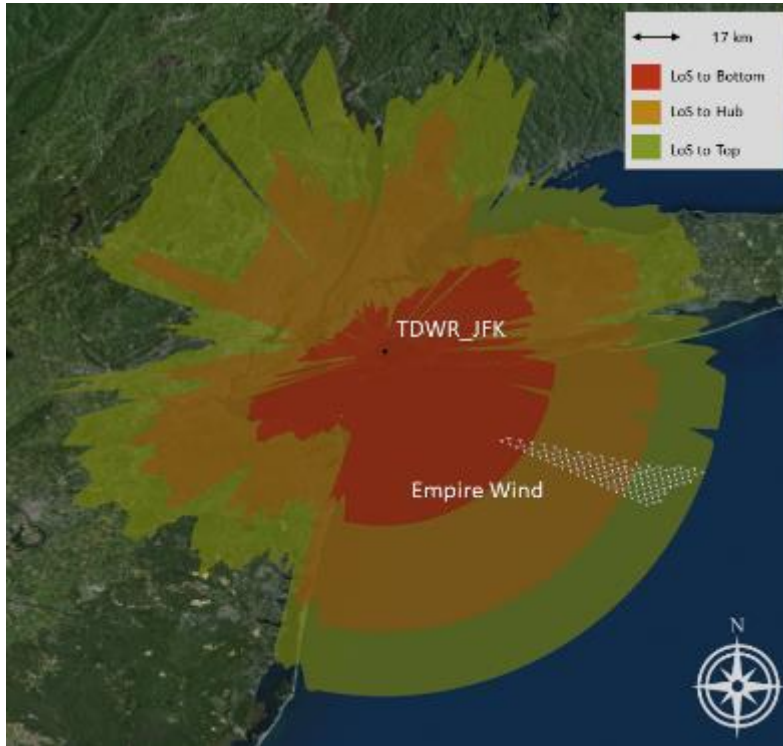 17 km
LoS to Bottom
LoS to Hub
LoS to Top
TDWR_JFK
Empire Wind
N